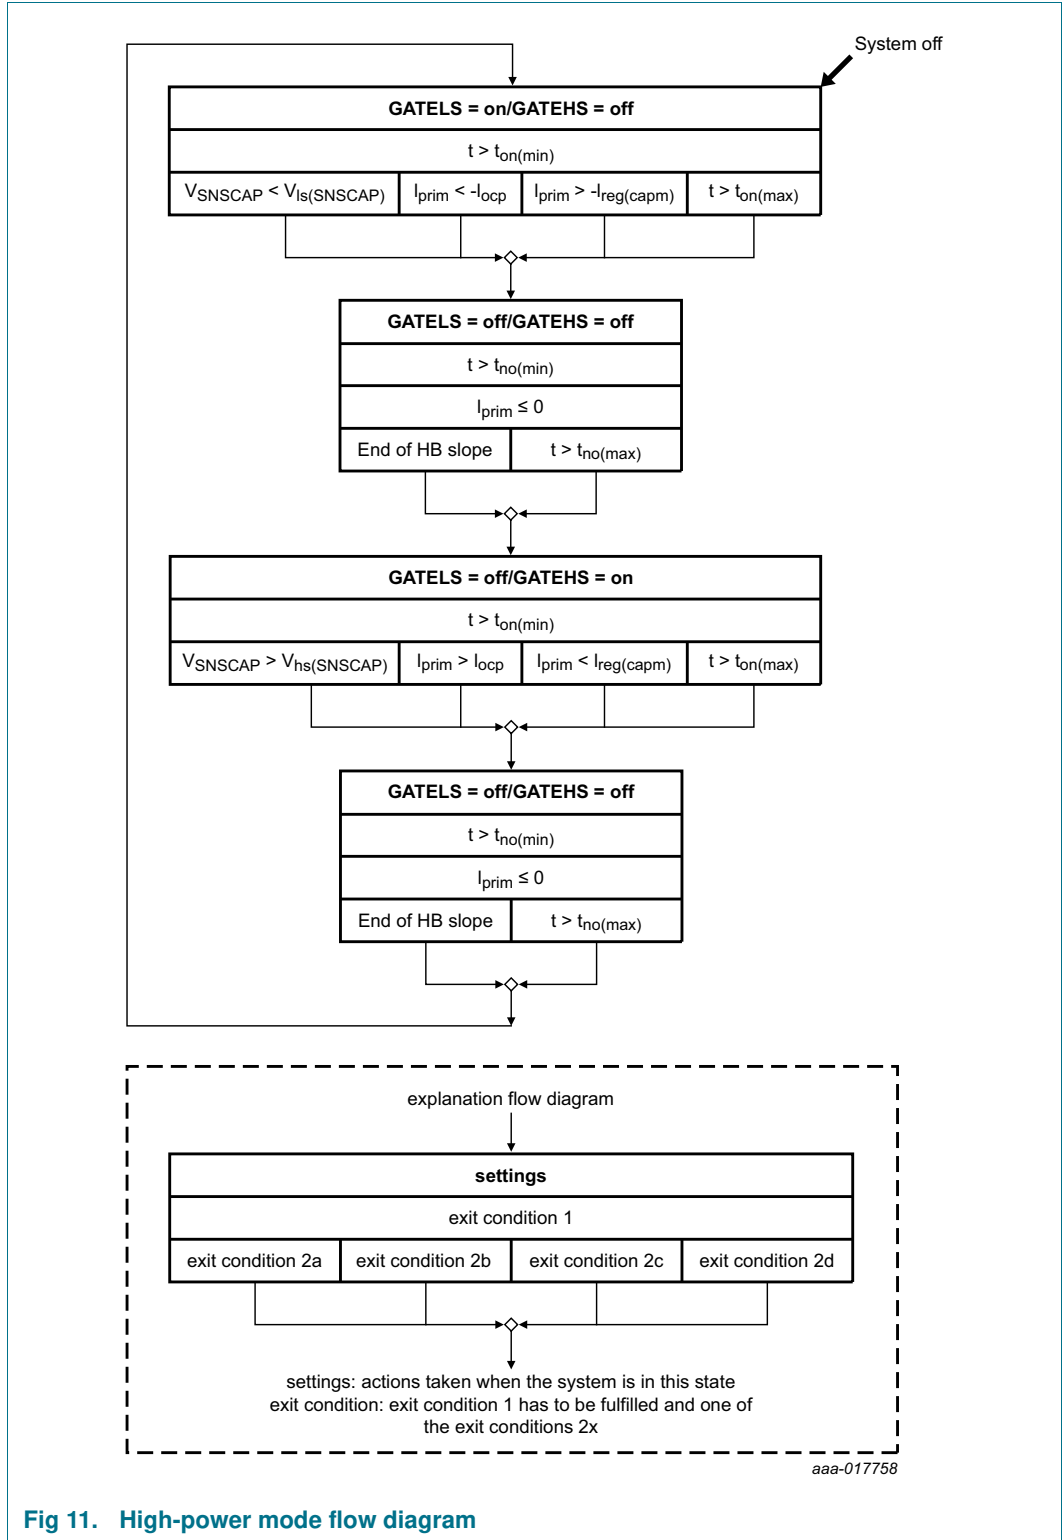 System off
GATELS = on/GATEHS = off
t > ton(min)
VSNSCAP < Vls(SNSCAP) Iprim < -Iocp Iprim > -Ireg(capm) t > ton(max)
GATELS = off/GATEHS = off
t > tno(min)
Iprim ≤ 0
End of HB slope t > tno(max)
GATELS = off/GATEHS = on
t > ton(min)
VSNSCAP > Vhs(SNSCAP) Iprim > Iocp Iprim < Ireg(capm) t > ton(max)
GATELS = off/GATEHS = off
t > tno(min)
Iprim ≤ 0
End of HB slope t > tno(max)
explanation flow diagram
settings
exit condition 1
exit condition 2a exit condition 2b exit condition 2c exit condition 2d
settings: actions taken when the system is in this state
exit condition: exit condition 1 has to be fulfilled and one of
the exit conditions 2x
aaa-017758
Fig 11. High-power mode flow diagram